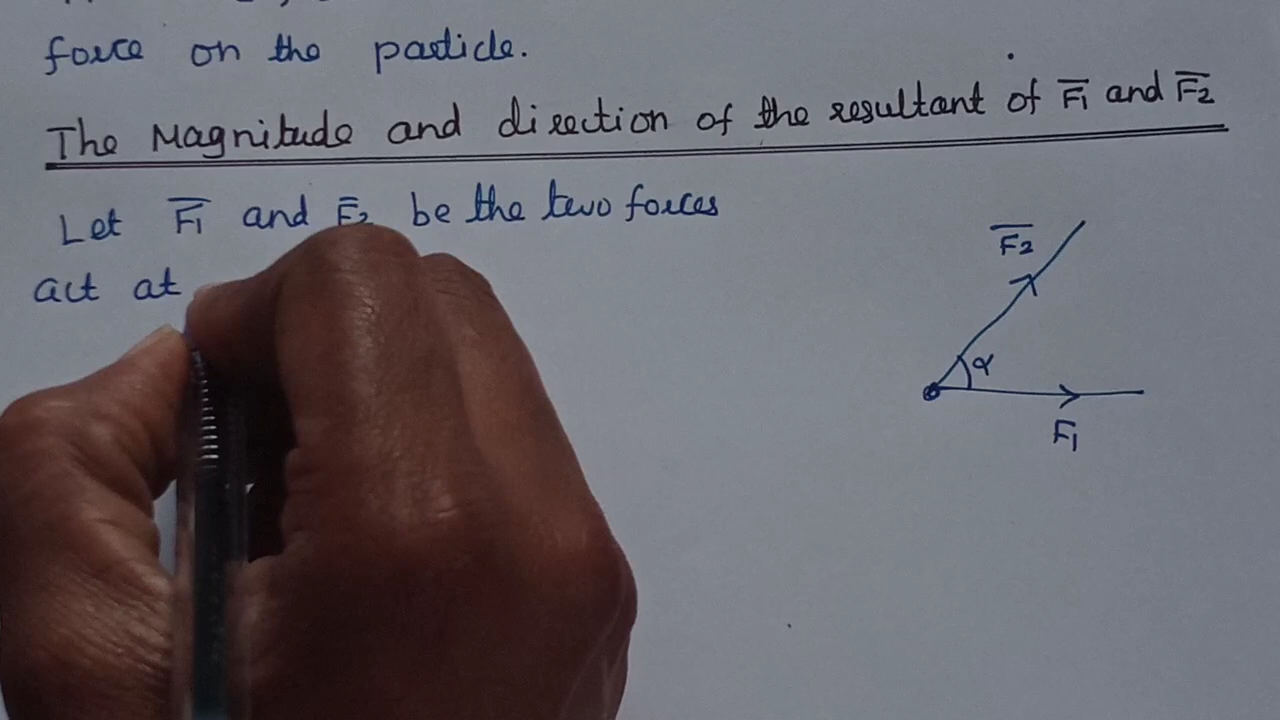 force on the particle.
The Magnitude and direction of the resultant of F̅₁ and F̅₂
Let F̅₁ and F̅₂ be the two forces
act at
F̅₂
α
F₁